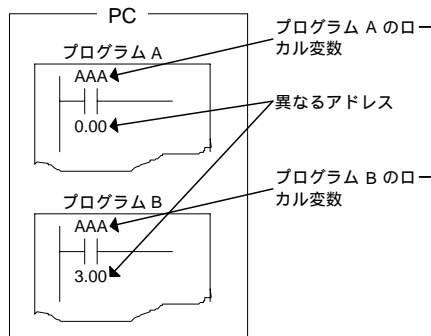 PC
プログラム A
AAA
0.00
プログラム A のロー
カル変数
異なるアドレス
プログラム B
AAA
3.00
プログラム B のロー
カル変数